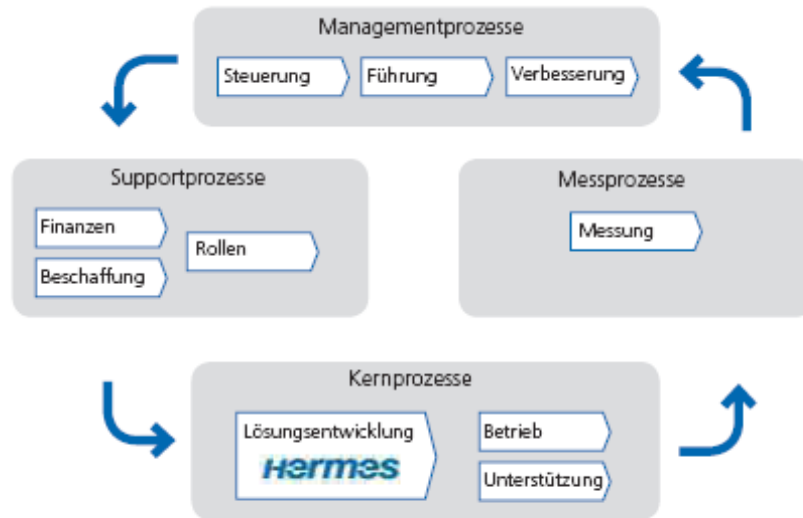 Managementprozesse
Steuerung
Führung
Verbesserung
Supportprozesse
Finanzen
Beschaffung
Rollen
Messprozesse
Messung
Kernprozesse
Lösungsentwicklung
Hermes
Betrieb
Unterstützung